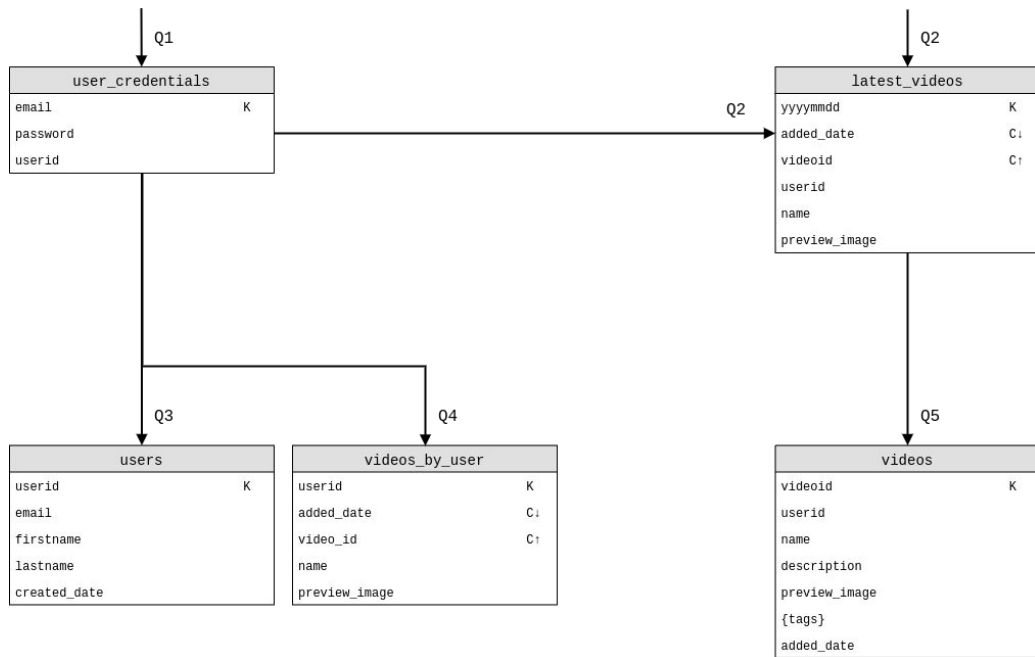 Q1
Q2
user_credentials
email K
password
userid
Q2
latest_videos
yyyymmdd K
added_date C↓
videoid C↑
userid
name
preview_image
Q3
Q4
Q5
users
userid K
email
firstname
lastname
created_date
videos_by_user
userid K
added_date C↓
video_id C↑
name
preview_image
videos
videoid K
userid
name
description
preview_image
{tags}
added_date